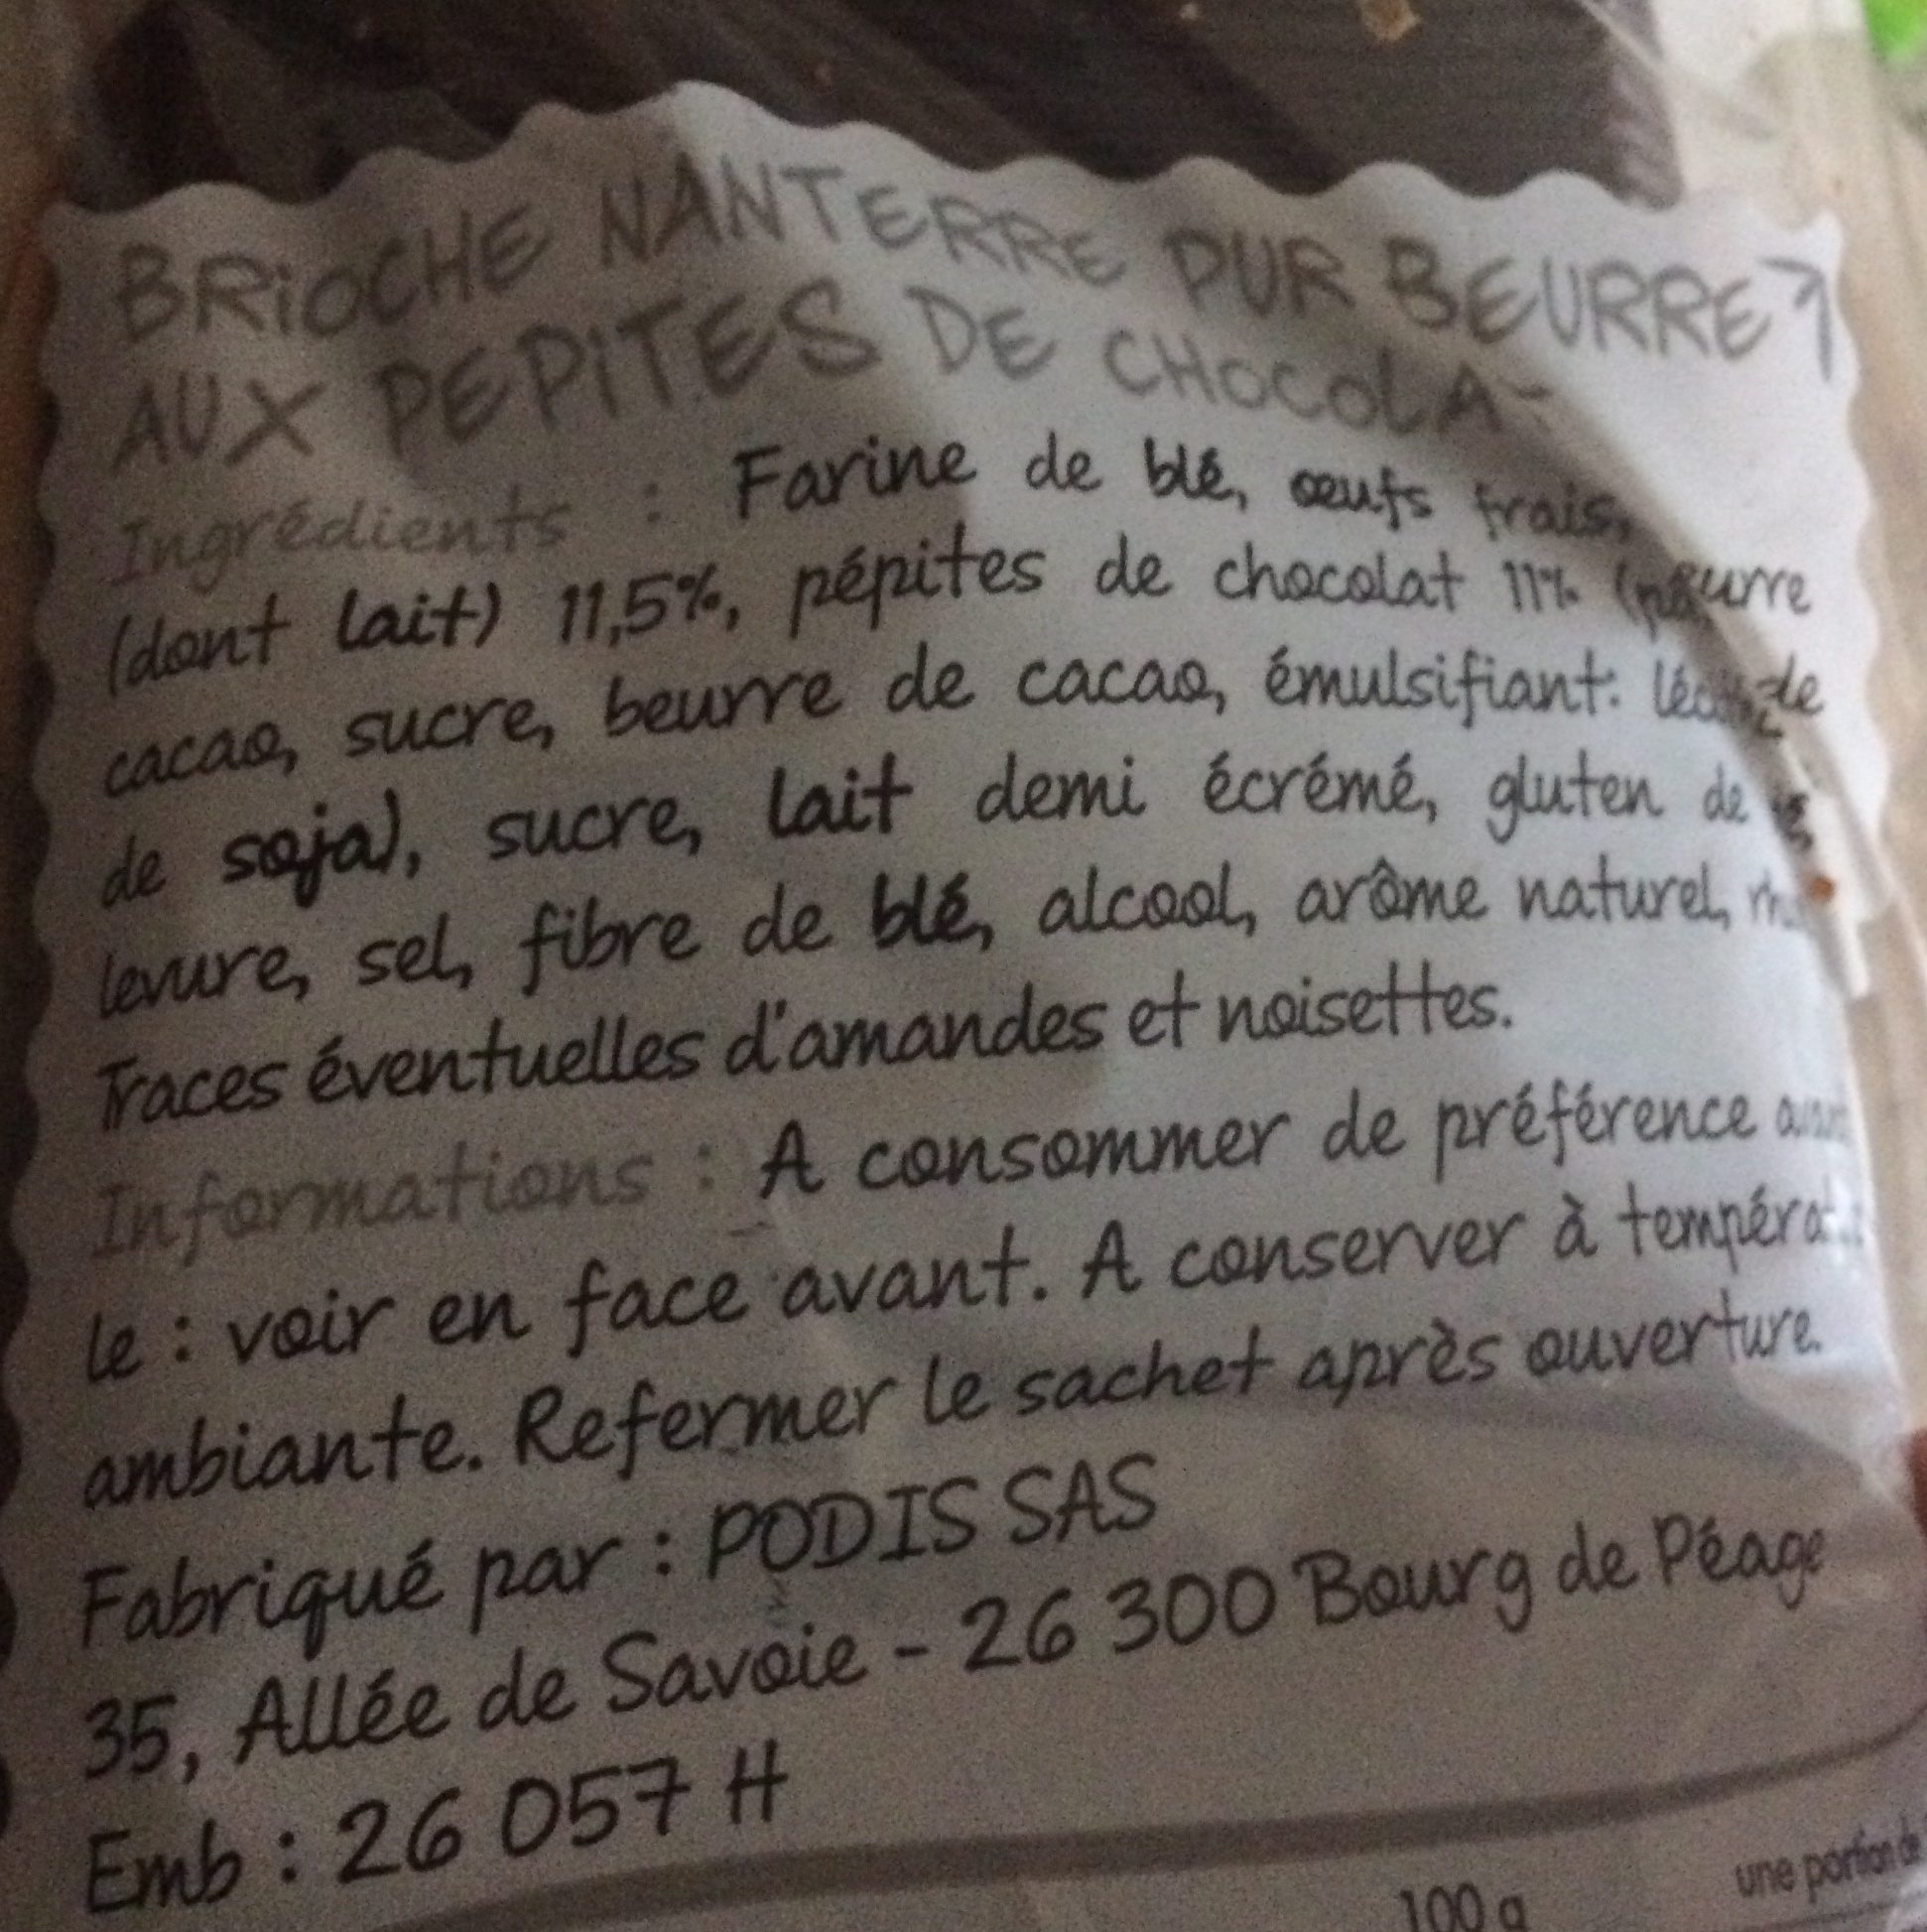 BRiOCHE NANTERRE PUR BEURRE
AUX PEPiTES DE CHOCOLA
Ingrédients : Farine de blé, œufs frais,
(dont lait) 11,5%, pépites de chocolat 11%
cacao, sucre, beurre de cacao, émulsifiant: de
de soja), sucre, lait demi écrémé, gluten de
levure, sel, fibre de blé, alcool, arôme naturel,
Traces éventuelles d'amandes et noisettes.
Informations : A consommer de préférence
le : voir en face avant. A conserver à
ambiante. Refermer le sachet après ouverture.
Fabriqué par : PODIS SAS
35, Allée de Savoie - 26 300 Bourg de Péage
Emb : 26 057 H
100 g
une portion de